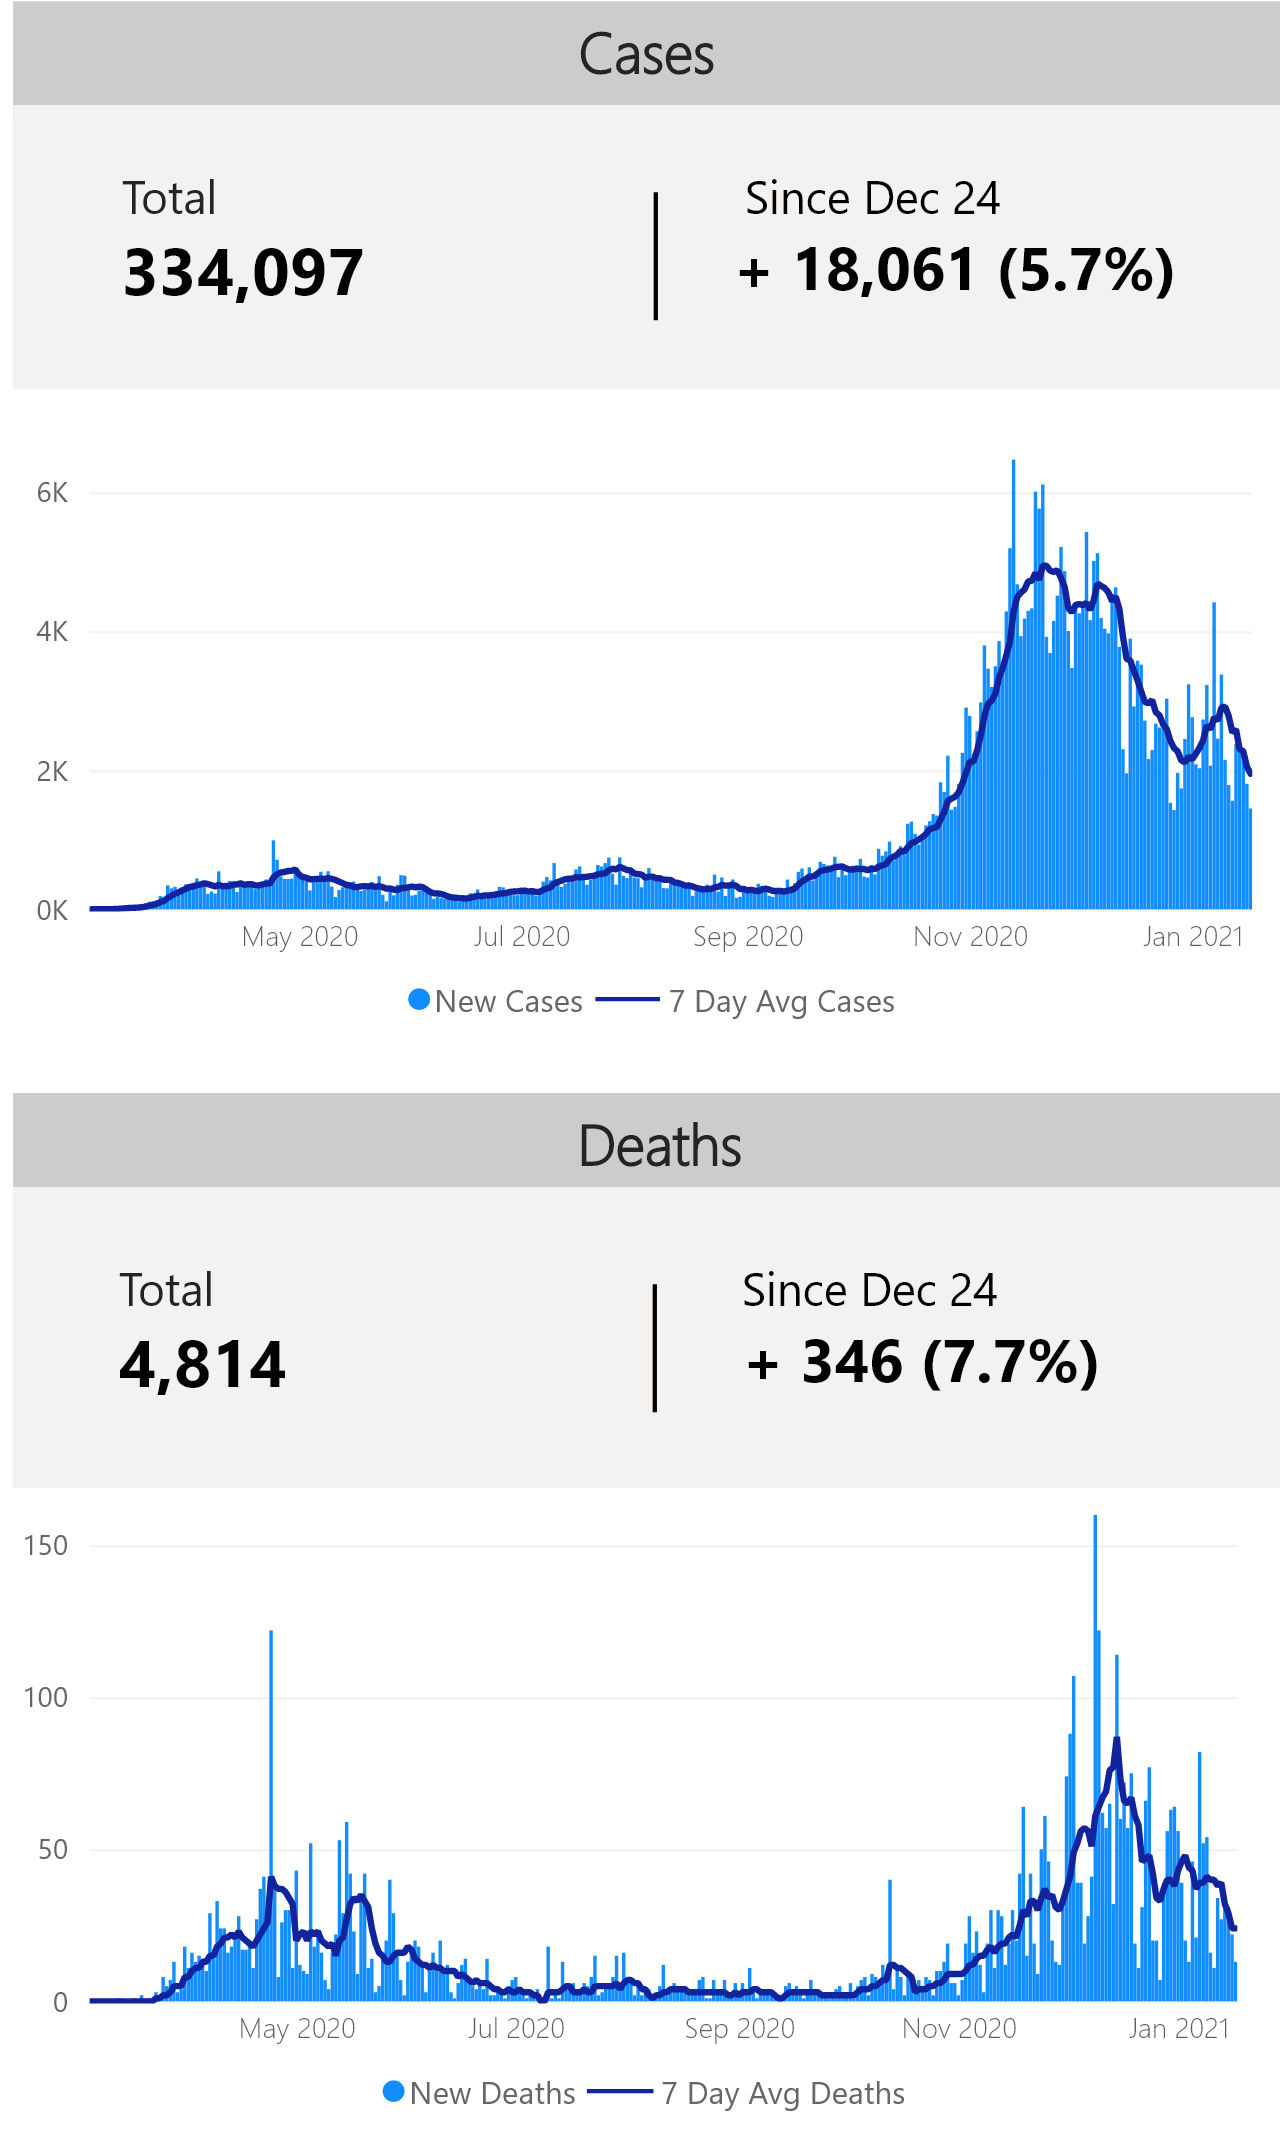 Cases
Total
Since Dec 24
334,097
+ 18,061 (5.7%)
6K
4K
2K
0K
May 2020
Jul 2020
Sep 2020
Nov 2020
Jan 2021
New Cases
7 Day Avg Cases
Deaths
Total
Since Dec 24
4,814
+ 346 (7.7%)
150
100
50
0
May 2020
Jul 2020
Sep 2020
Nov 2020
Jan 2021
New Deaths
7 Day Avg Deaths